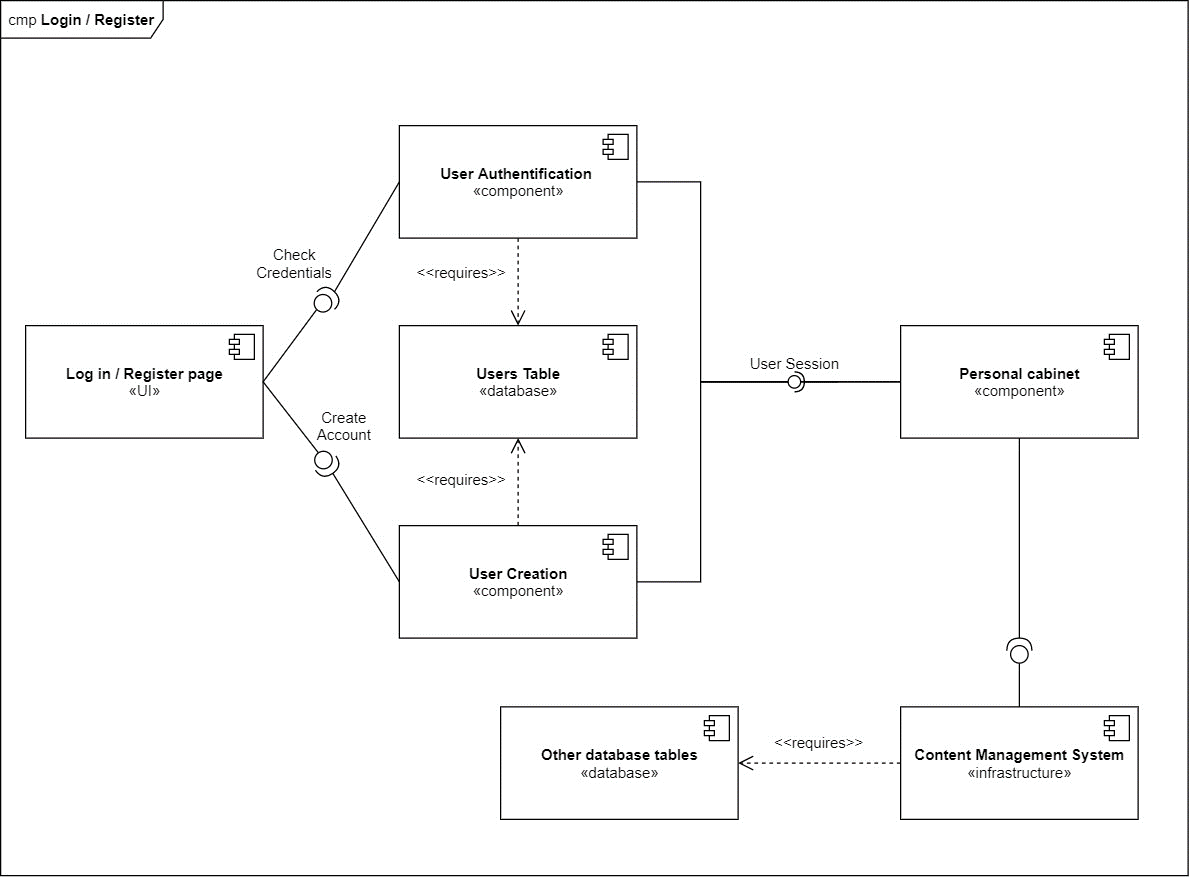 cmp Login / Register
User Authentification
«component»
Check
Credentials
<<requires>>
Log in / Register page
«UI»
Users Table
«database»
User Session
Personal cabinet
«component»
Create
Account
<<requires>>
User Creation
«component»
Other database tables
«database»
<<requires>>
Content Management System
«infrastructure»